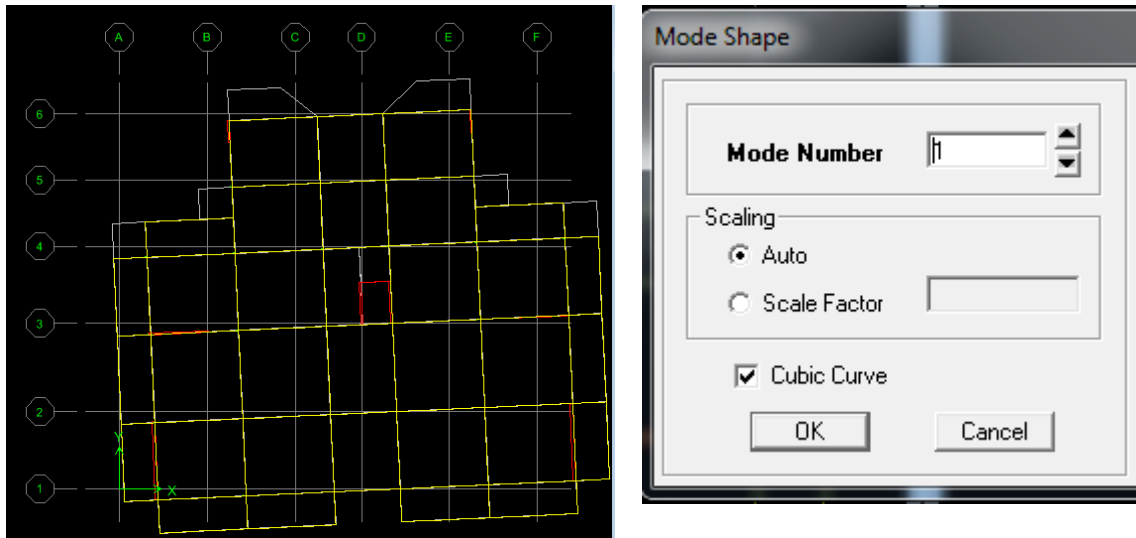 A B C D E F
6
5
4
3
2
1
Y
X
Mode Shape
Mode Number 1
Scaling
Auto
Scale Factor
Cubic Curve
OK Cancel